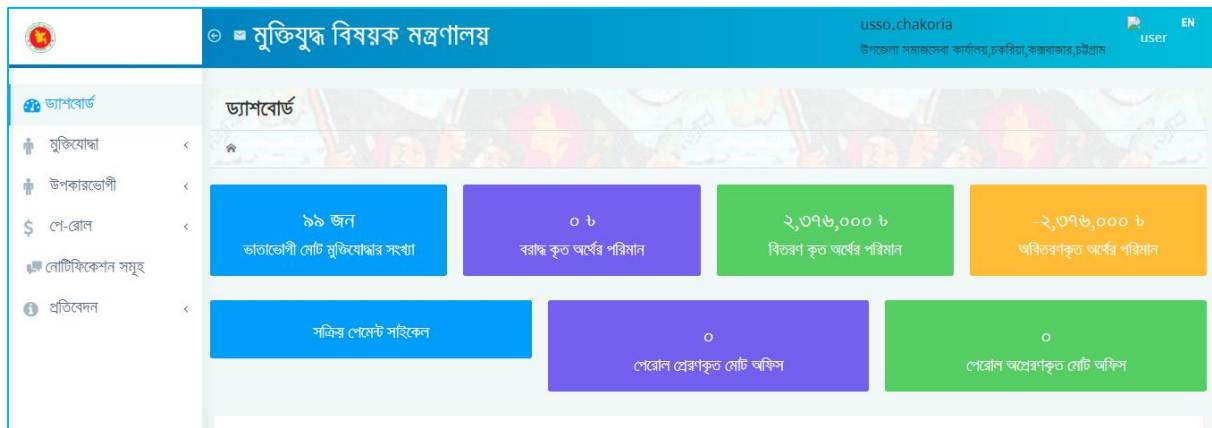 মুক্তিযুদ্ধ বিষয়ক মন্ত্রণালয়
usso.chakoria
উপজেলা সমাজসেবা কার্যালয়,চকরিয়া,কক্সবাজার,চট্টগ্রাম
user
EN
ড্যাশবোর্ড
মুক্তিযোদ্ধা
উপকারভোগী
পে-রোল
নোটিফিকেশন সমূহ
প্রতিবেদন
ড্যাশবোর্ড
৯৯ জন
ভাতাভোগী মোট মুক্তিযোদ্ধার সংখ্যা
০ ৳
বরাদ্ধ কৃত অর্থের পরিমান
২,৩৭৬,০০০ ৳
বিতরণ কৃত অর্থের পরিমান
-২,৩৭৬,০০০ ৳
অবিতরণকৃত অর্থের পরিমান
সক্রিয় পেমেন্ট সাইকেল
০
পেরোল প্রেরণকৃত মোট অফিস
০
পেরোল অপ্রেরণকৃত মোট অফিস